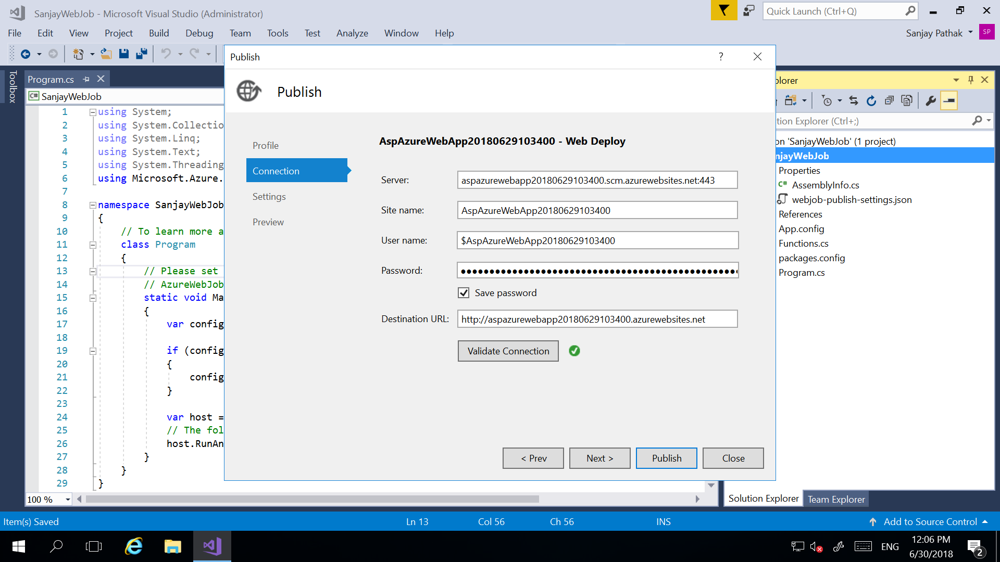 SanjayWebJob - Microsoft Visual Studio (Administrator)
Quick Launch (Ctrl+Q)
File Edit View Project Build Debug Team Tools Test Analyze Window Help
Sanjay Pathak SP
Toolbox
Program.cs
C# SanjayWebJob
1 using System;
2 using System.Collectio
3 using System.Linq;
4 using System.Text;
5 using System.Threading
6 using Microsoft.Azure.
7
8 namespace SanjayWebJob
9 {
10 // To learn more a
11 class Program
12 {
13 // Please set
14 // AzureWebJob
15 static void Ma
16 {
17 var config
18
19 if (config
20 {
21 config
22 }
23
24 var host =
25 // The fol
26 host.RunAn
27 }
28 }
29 }
100 %
Publish ?
Publish
Profile
Connection
Settings
Preview
AspAzureWebApp20180629103400 - Web Deploy
Server: aspazurewebapp20180629103400.scm.azurewebsites.net:443
Site name: AspAzureWebApp20180629103400
User name: $AspAzureWebApp20180629103400
Password:
Save password
Destination URL: http://aspazurewebapp20180629103400.azurewebsites.net
Validate Connection
< Prev Next > Publish Close
plorer
tion Explorer (Ctrl+;)
on 'SanjayWebJob' (1 project)
njayWebJob
Properties
C# AssemblyInfo.cs
webjob-publish-settings.json
References
App.config
Functions.cs
packages.config
Program.cs
Solution Explorer Team Explorer
Item(s) Saved Ln 13 Col 56 Ch 56 INS Add to Source Control
ENG
12:06 PM
6/30/2018
2